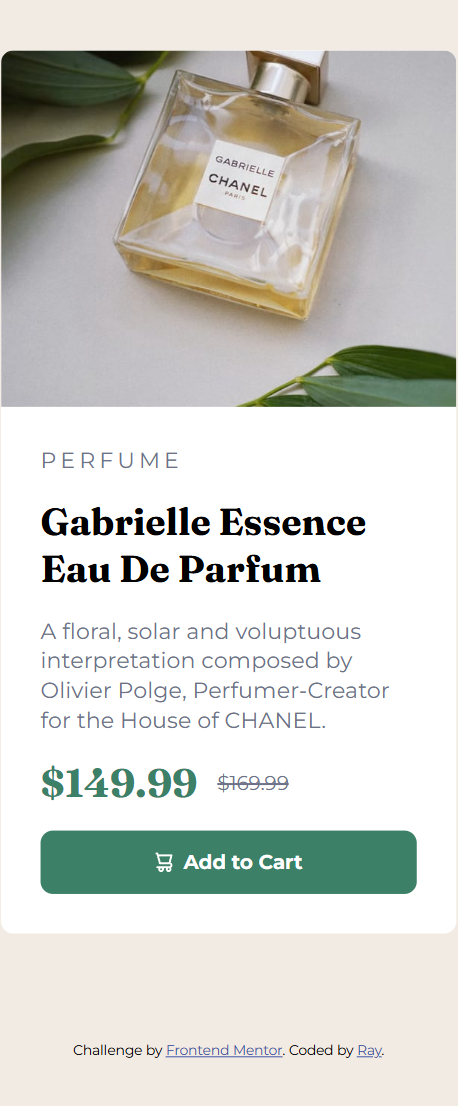 GABRIELLE
CHANEL
PARIS
PERFUME
Gabrielle Essence
Eau De Parfum
A floral, solar and voluptuous
interpretation composed by
Olivier Polge, Perfumer-Creator
for the House of CHANEL.
$149.99 $169.99
Add to Cart
Challenge by Frontend Mentor. Coded by Ray.